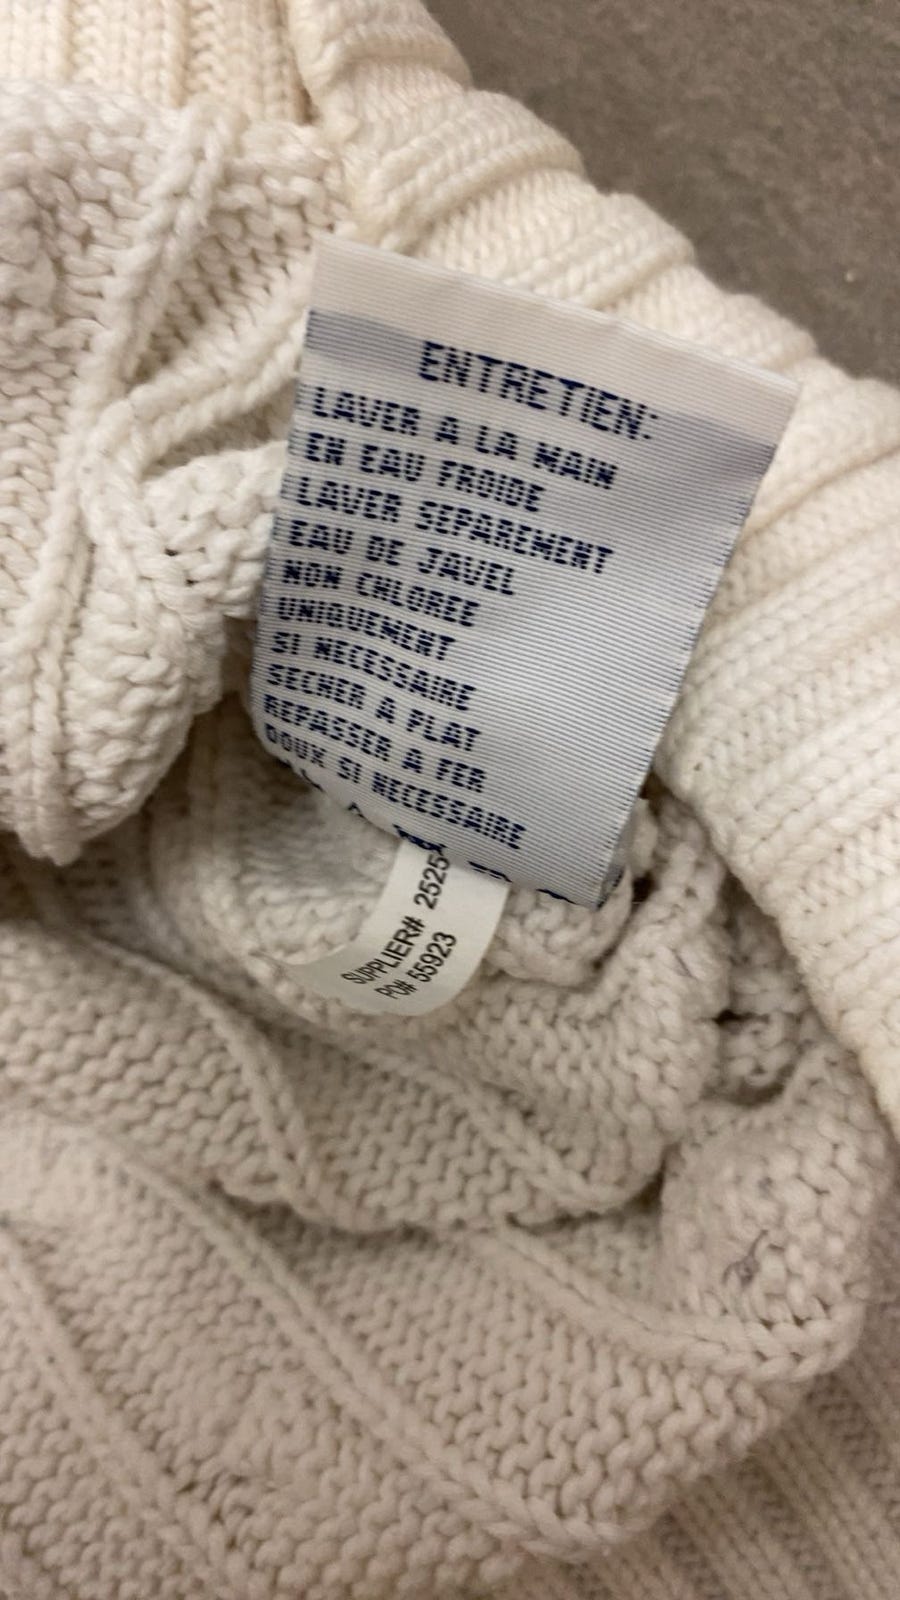 ENTRETIEN:
LAVER A LA MAIN
EN EAU FROIDE
LAVER SEPAREMENT
EAU DE JAVEL
NON CHLOREE
UNIQUEMENT
SI NECESSAIRE
SECHER A PLAT
REPASSER A FER
DOUX SI NECESSAIRE
SUPPLIER# 2525
PO# 55923